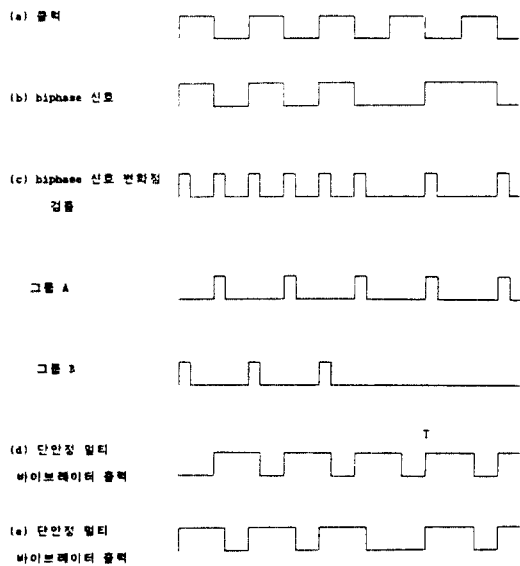 (a) 클럭
(b) biphase 신호
(c) biphase 신호 변화점
검출
그룹 A
그룹 B
T
(d) 단안정 멀티
바이브레이터 출력
(e) 단안정 멀티
바이브레이터 출력